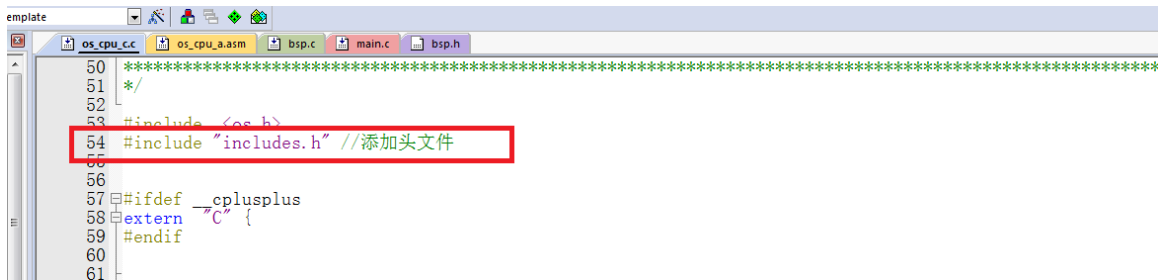 emplate
os_cpu_c.c os_cpu_a.asm bsp.c main.c bsp.h
50 ********************************************************************************************************
51 */
52
53 #include <os.h>
54 #include "includes.h" //添加头文件
55
56
57 #ifdef __cplusplus
58 extern "C" {
59 #endif
60
61